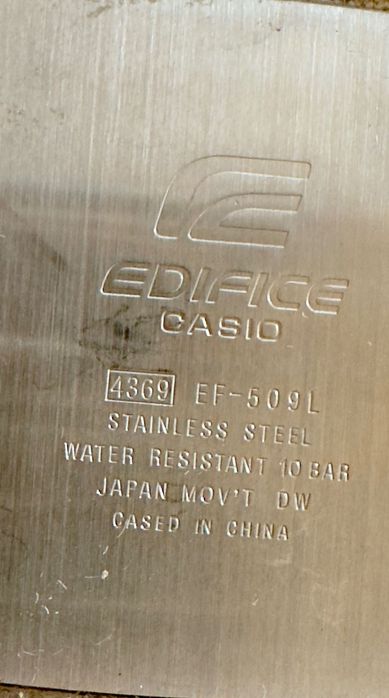 EDIFICE
CASIO
4369 EF-509L
STAINLESS STEEL
WATER RESISTANT 10 BAR
JAPAN MOV'T DW
CASED IN CHINA